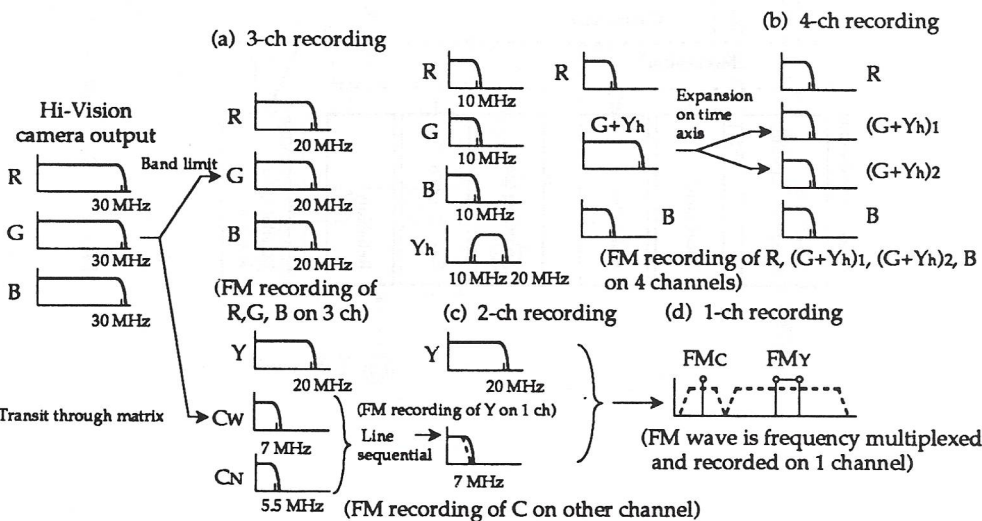 (a) 3-ch recording
(b) 4-ch recording
Hi-Vision
camera output
R
30 MHz
G
30 MHz
B
30 MHz
Band limit
Transit through matrix
R
20 MHz
G
20 MHz
B
20 MHz
(FM recording of
R,G, B on 3 ch)
R
10 MHz
G
10 MHz
B
10 MHz
Yh
10 MHz 20 MHz
R
G+Yh
B
Expansion
on time
axis
R
(G+Yh)1
(G+Yh)2
B
(FM recording of R, (G+Yh)1, (G+Yh)2, B
on 4 channels)
(c) 2-ch recording
(d) 1-ch recording
Y
20 MHz
CW
7 MHz
CN
5.5 MHz
Line
sequential
Y
20 MHz
(FM recording of Y on 1 ch)
7 MHz
(FM recording of C on other channel)
FMC
FMY
(FM wave is frequency multiplexed
and recorded on 1 channel)